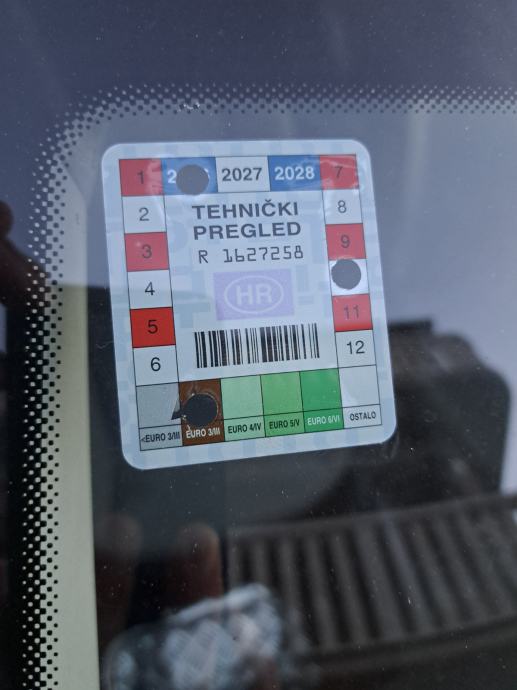 1 2 2027 2028 7
2 TEHNIČKI 8
PREGLED
3 R 1627258 9
4 HR
5 11
6 12
<EURO 3/III EURO 3/III EURO 4/IV EURO 5/V EURO 6/VI OSTALO